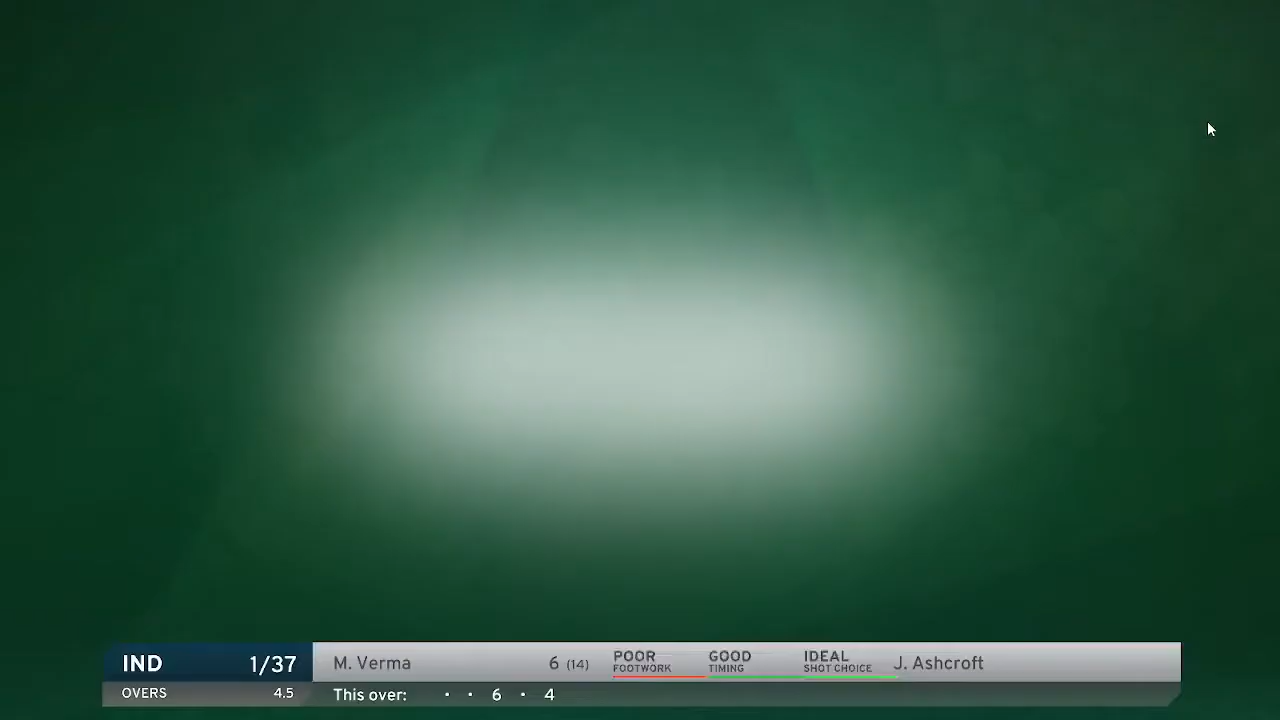 IND 1/37 M. Verma 6 (14) POOR FOOTWORK GOOD TIMING IDEAL SHOT CHOICE J. Ashcroft
OVERS 4.5 This over: · · 6 · 4